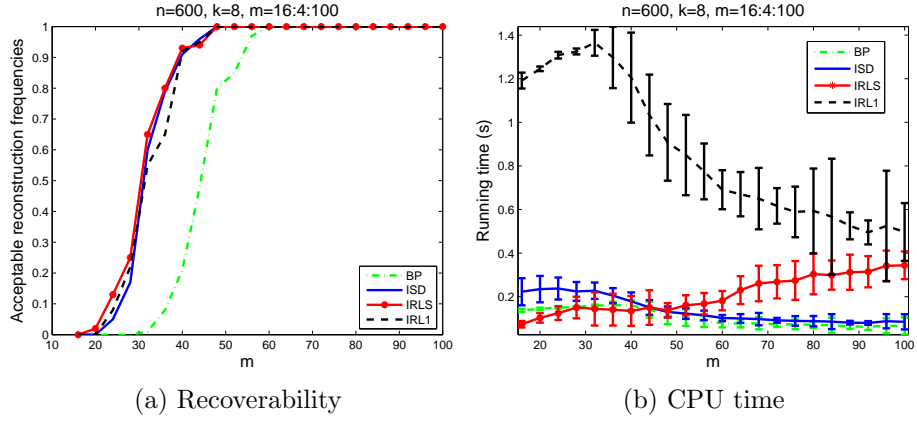 n=600, k=8, m=16:4:100
Acceptable reconstruction frequencies
1
0.9
0.8
0.7
0.6
0.5
0.4
0.3
0.2
0.1
0
10 20 30 40 50 60 70 80 90 100
m
BP
ISD
IRLS
IRL1
(a) Recoverability
n=600, k=8, m=16:4:100
Running time (s)
1.4
1.2
1
0.8
0.6
0.4
0.2
20 30 40 50 60 70 80 90 100
m
BP
ISD
IRLS
IRL1
(b) CPU time